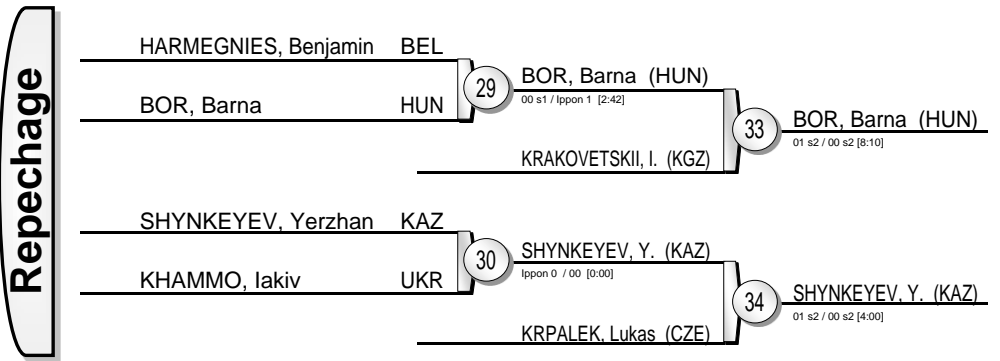 Repechage
HARMEGNIES, Benjamin BEL
BOR, Barna HUN
29
BOR, Barna (HUN)
00 s1 / Ippon 1 [2:42]
KRAKOVETSKII, I. (KGZ)
33
BOR, Barna (HUN)
01 s2 / 00 s2 [8:10]
SHYNKEYEV, Yerzhan KAZ
KHAMMO, Iakiv UKR
30
SHYNKEYEV, Y. (KAZ)
Ippon 0 / 00 [0:00]
KRPALEK, Lukas (CZE)
34
SHYNKEYEV, Y. (KAZ)
01 s2 / 00 s2 [4:00]